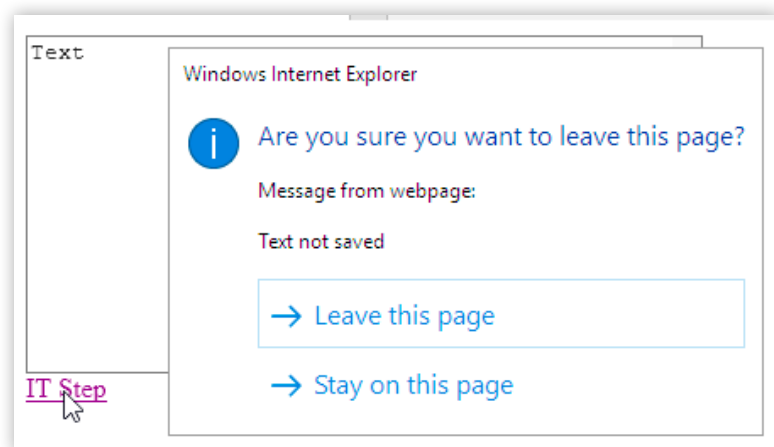 Text
Windows Internet Explorer
Are you sure you want to leave this page?
Message from webpage:
Text not saved
→ Leave this page
→ Stay on this page
IT Step